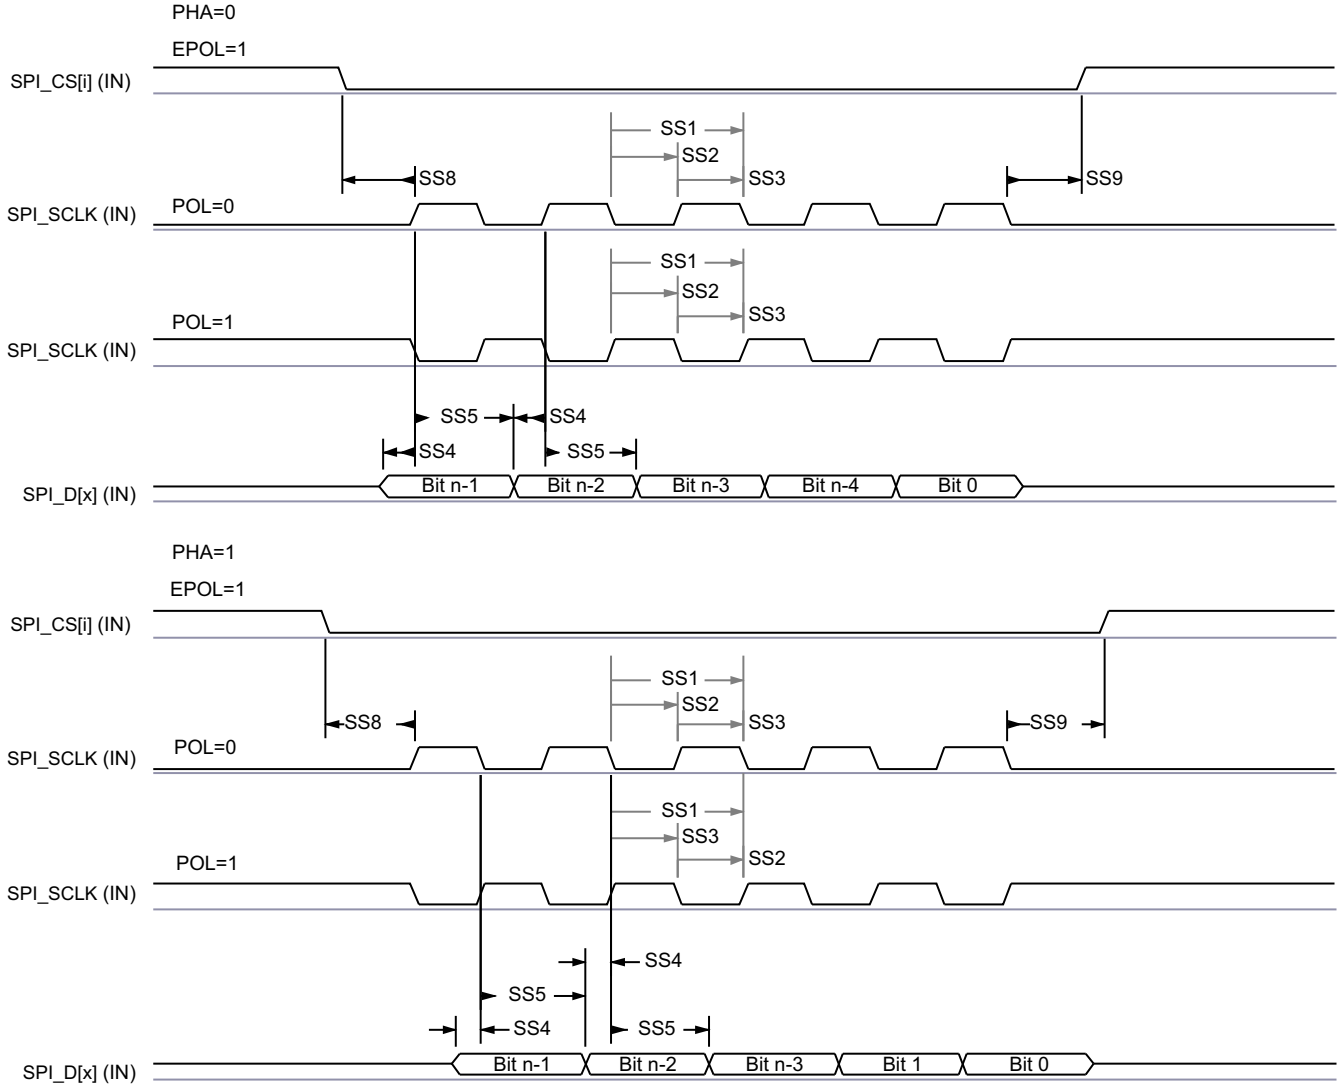 PHA=0
EPOL=1
SPI_CS[i] (IN)
SS1
SS2
SS8
SS3
SS9
POL=0
SPI_SCLK (IN)
SS1
SS2
SS3
POL=1
SPI_SCLK (IN)
SS5
SS4
SS4
SS5
SPI_D[x] (IN)
Bit n-1
Bit n-2
Bit n-3
Bit n-4
Bit 0
PHA=1
EPOL=1
SPI_CS[i] (IN)
SS1
SS2
SS8
SS3
SS9
POL=0
SPI_SCLK (IN)
SS1
SS3
SS2
POL=1
SPI_SCLK (IN)
SS4
SS5
SS4
SS5
SPI_D[x] (IN)
Bit n-1
Bit n-2
Bit n-3
Bit 1
Bit 0